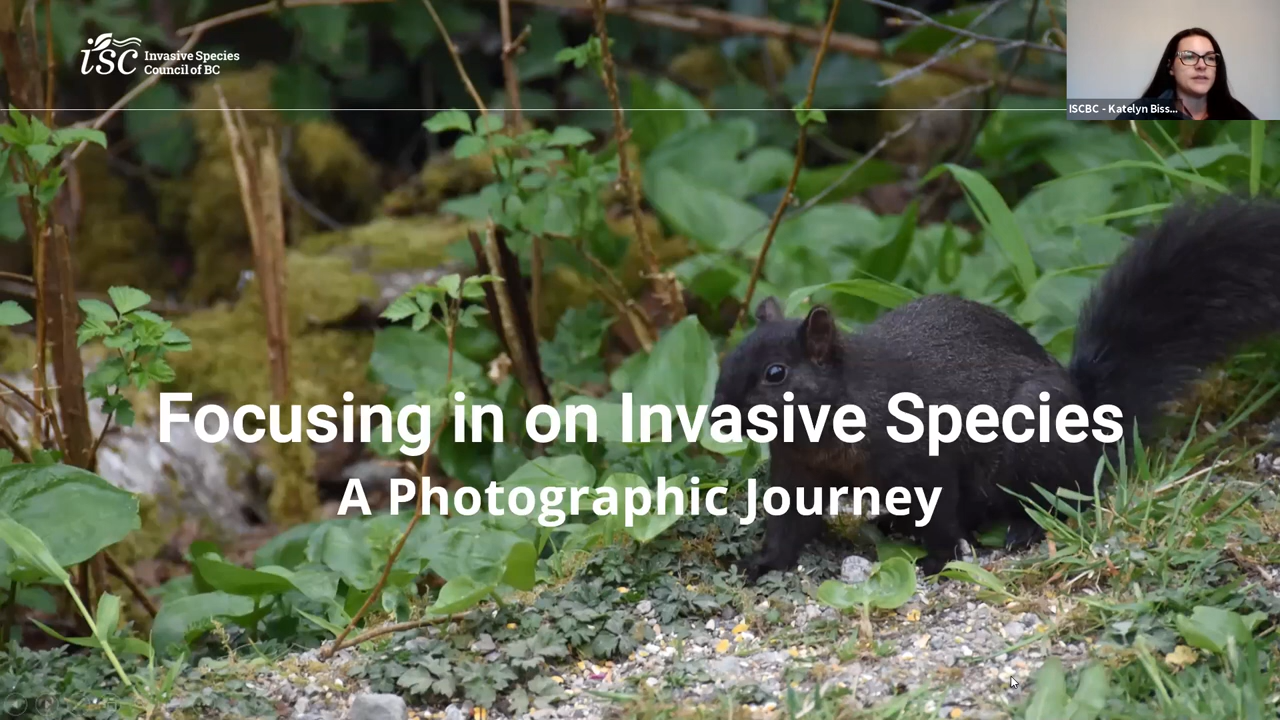 isc Invasive Species
Council of BC
ISCBC - Katelyn Biss...
Focusing in on Invasive Species
A Photographic Journey